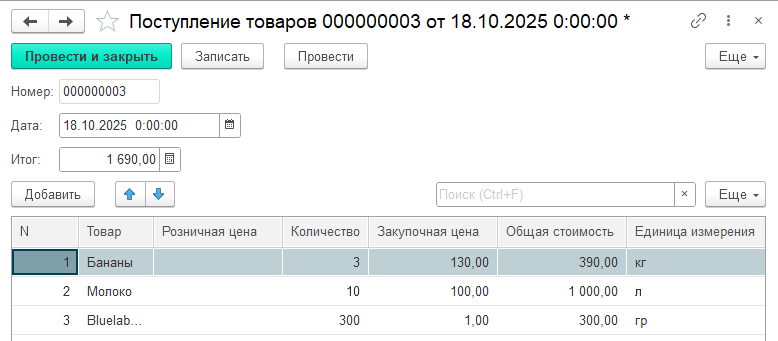 Поступление товаров 000000003 от 18.10.2025 0:00:00 *
Провести и закрыть Записать Провести Еще
Номер: 000000003
Дата: 18.10.2025 0:00:00
Итог: 1 690,00
Добавить Поиск (Ctrl+F) × Еще
N Товар Розничная цена Количество Закупочная цена Общая стоимость Единица измерения
1 Бананы 3 130,00 390,00 кг
2 Молоко 10 100,00 1 000,00 л
3 Bluelab... 300 1,00 300,00 гр